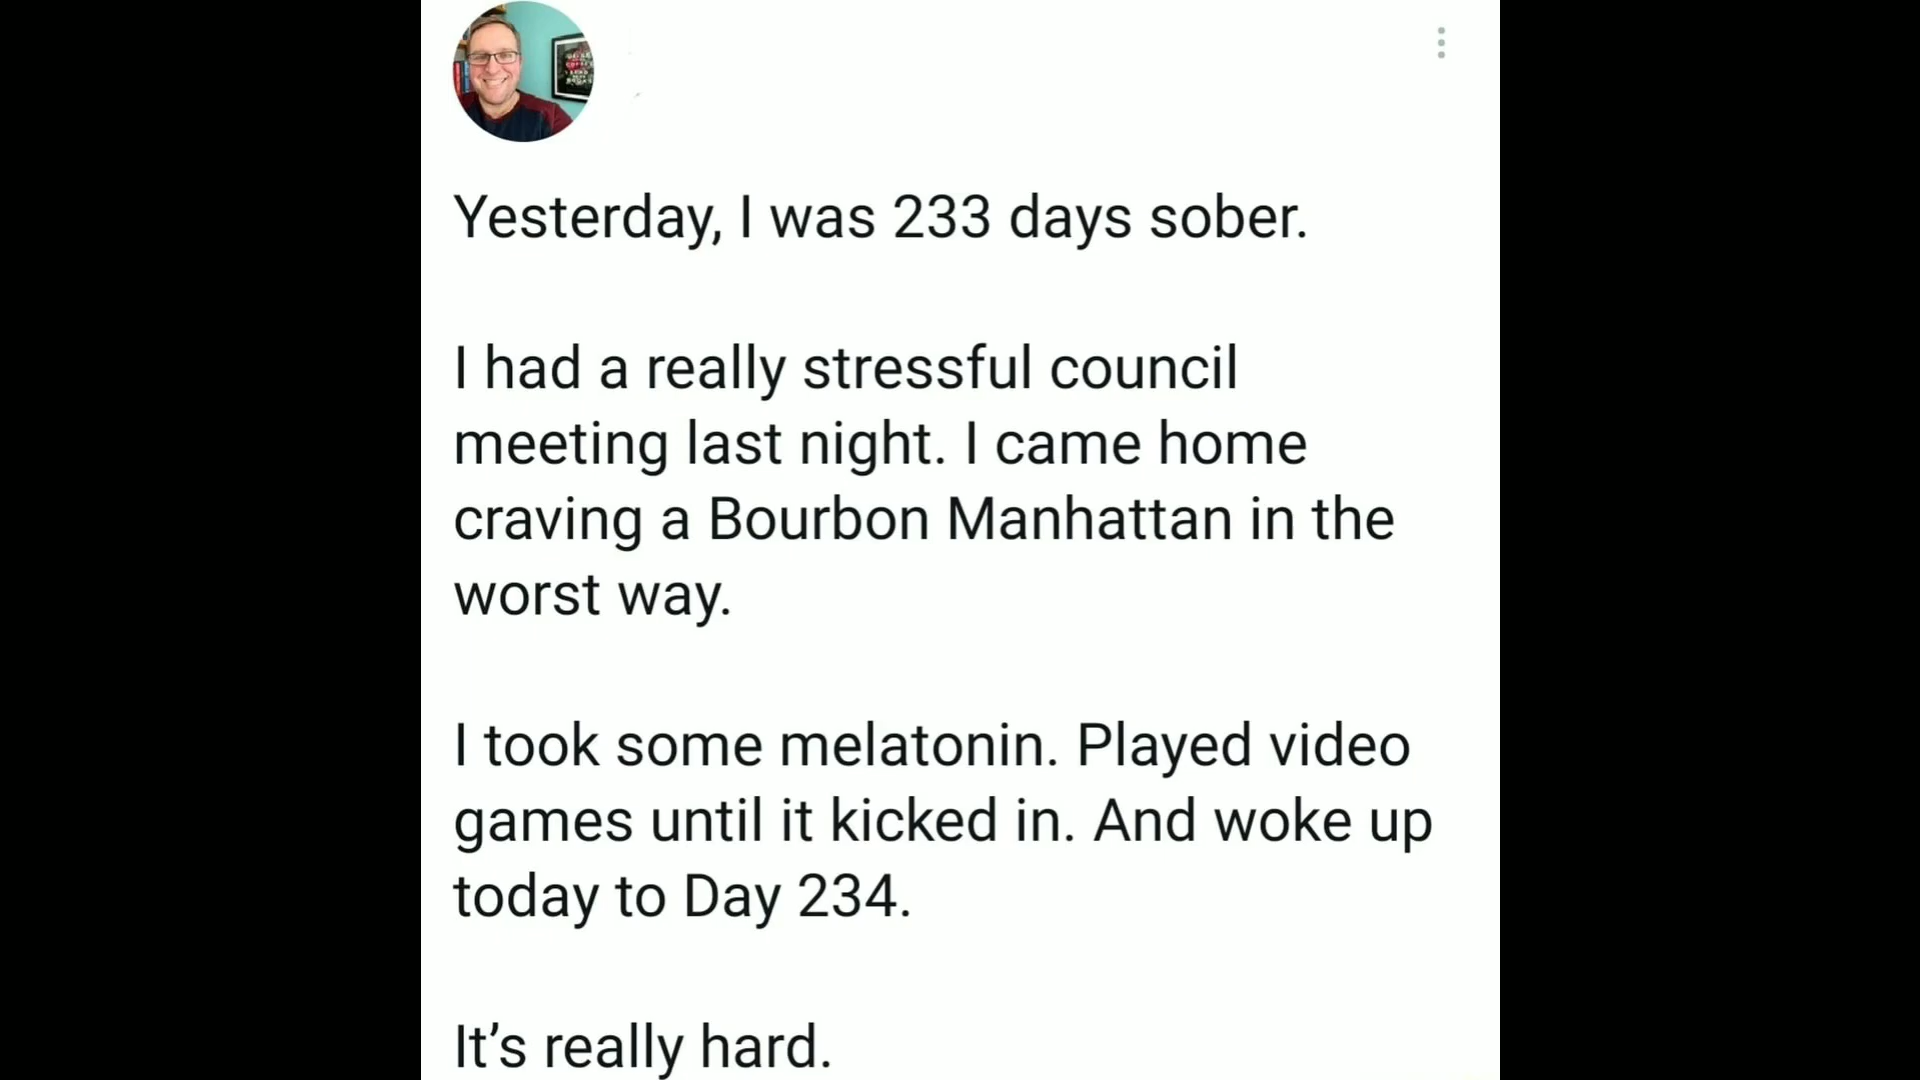 Yesterday, I was 233 days sober.
I had a really stressful council
meeting last night. I came home
craving a Bourbon Manhattan in the
worst way.
I took some melatonin. Played video
games until it kicked in. And woke up
today to Day 234.
It’s really hard.